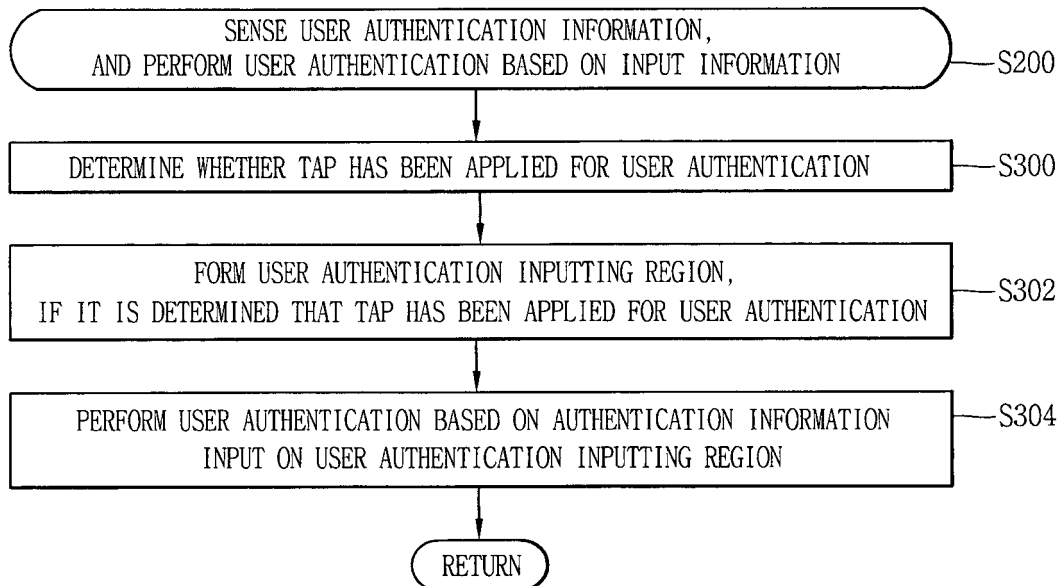 SENSE USER AUTHENTICATION INFORMATION,
AND PERFORM USER AUTHENTICATION BASED ON INPUT INFORMATION
S200
DETERMINE WHETHER TAP HAS BEEN APPLIED FOR USER AUTHENTICATION
S300
FORM USER AUTHENTICATION INPUTTING REGION,
IF IT IS DETERMINED THAT TAP HAS BEEN APPLIED FOR USER AUTHENTICATION
S302
PERFORM USER AUTHENTICATION BASED ON AUTHENTICATION INFORMATION
INPUT ON USER AUTHENTICATION INPUTTING REGION
S304
RETURN